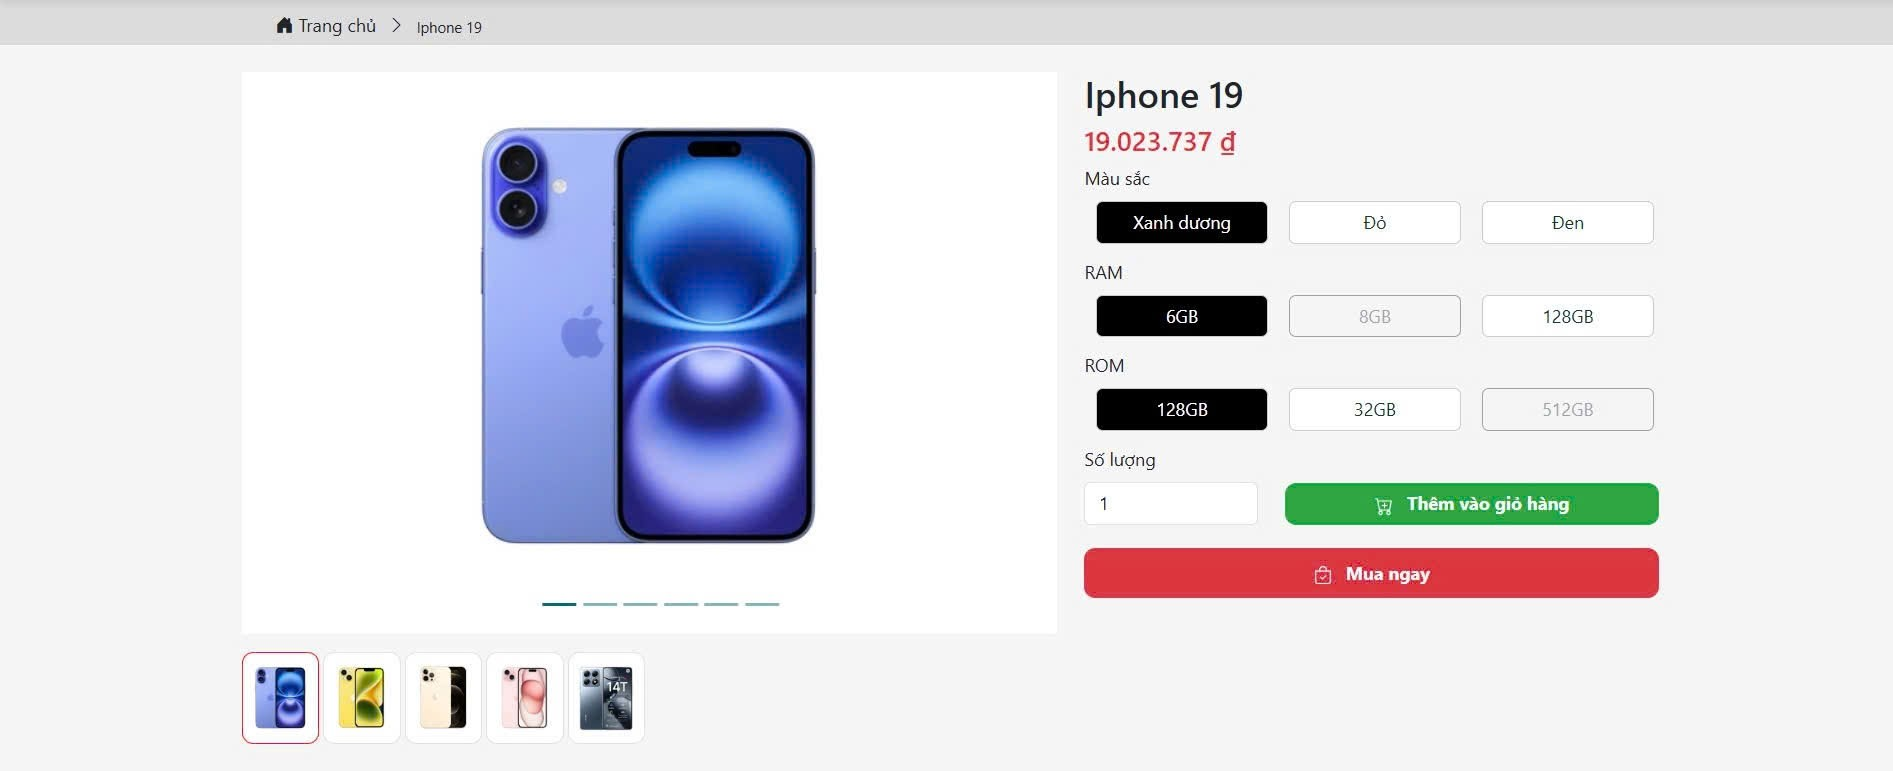 Trang chủ > Iphone 19
Iphone 19
19.023.737 ₫
Màu sắc
Xanh dương Đỏ Đen
RAM
6GB 8GB 128GB
ROM
128GB 32GB 512GB
Số lượng
1 Thêm vào giỏ hàng
Mua ngay
14T